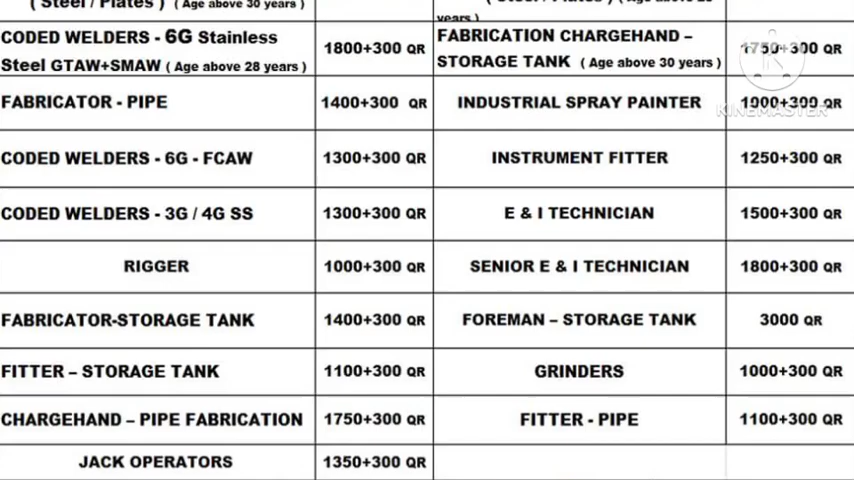 ( Steel / Plates ) ( Age above 30 years )
years )
CODED WELDERS - 6G Stainless
Steel GTAW+SMAW ( Age above 28 years )
1800+300 QR
FABRICATION CHARGEHAND –
STORAGE TANK ( Age above 30 years )
1750+300 QR
FABRICATOR - PIPE
1400+300 QR
INDUSTRIAL SPRAY PAINTER
1000+300 QR
KINEMASTER
CODED WELDERS - 6G - FCAW
1300+300 QR
INSTRUMENT FITTER
1250+300 QR
CODED WELDERS - 3G / 4G SS
1300+300 QR
E & I TECHNICIAN
1500+300 QR
RIGGER
1000+300 QR
SENIOR E & I TECHNICIAN
1800+300 QR
FABRICATOR-STORAGE TANK
1400+300 QR
FOREMAN – STORAGE TANK
3000 QR
FITTER – STORAGE TANK
1100+300 QR
GRINDERS
1000+300 QR
CHARGEHAND – PIPE FABRICATION
1750+300 QR
FITTER - PIPE
1100+300 QR
JACK OPERATORS
1350+300 QR